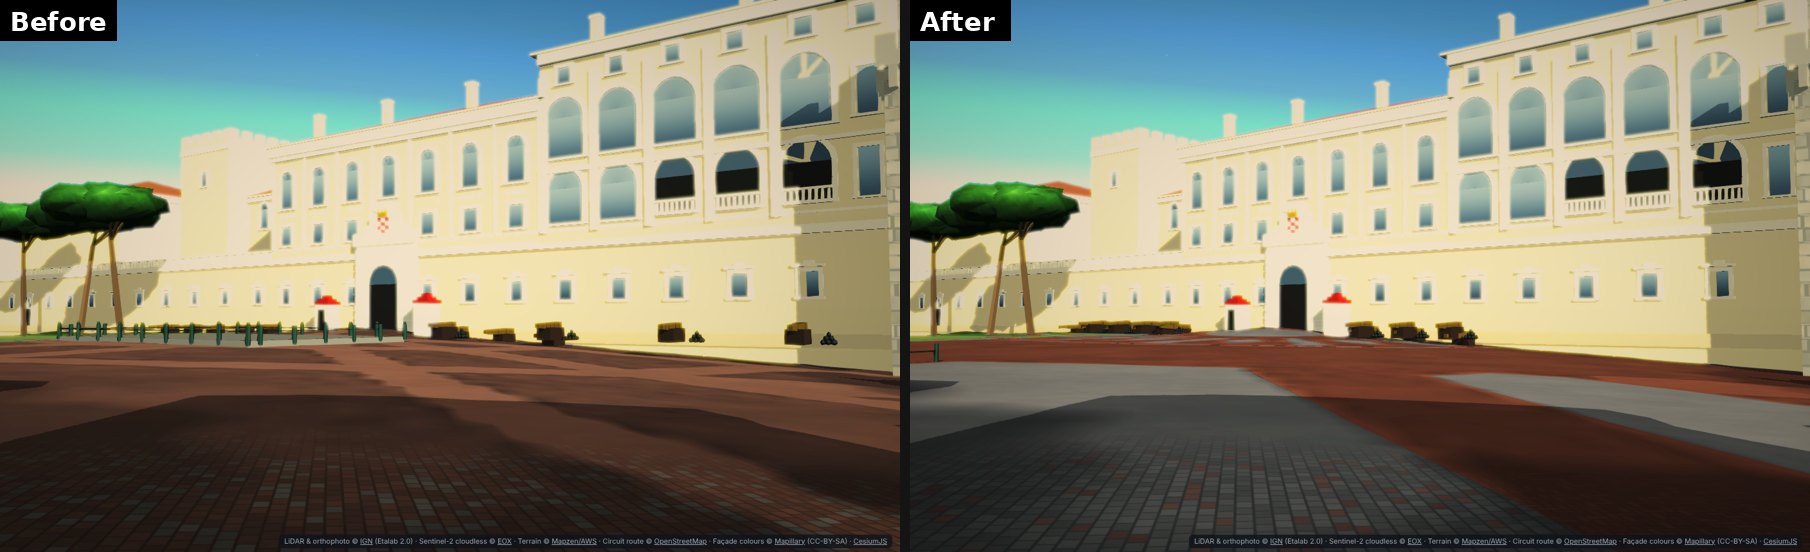 Before
After
LiDAR & orthophoto © IGN (Etalab 2.0) · Sentinel-2 cloudless © EOX · Terrain © Mapzen/AWS · Circuit route © OpenStreetMap · Façade colours © Mapillary (CC-BY-SA) · CesiumJS
LiDAR & orthophoto © IGN (Etalab 2.0) · Sentinel-2 cloudless © EOX · Terrain © Mapzen/AWS · Circuit route © OpenStreetMap · Façade colours © Mapillary (CC-BY-SA) · CesiumJS